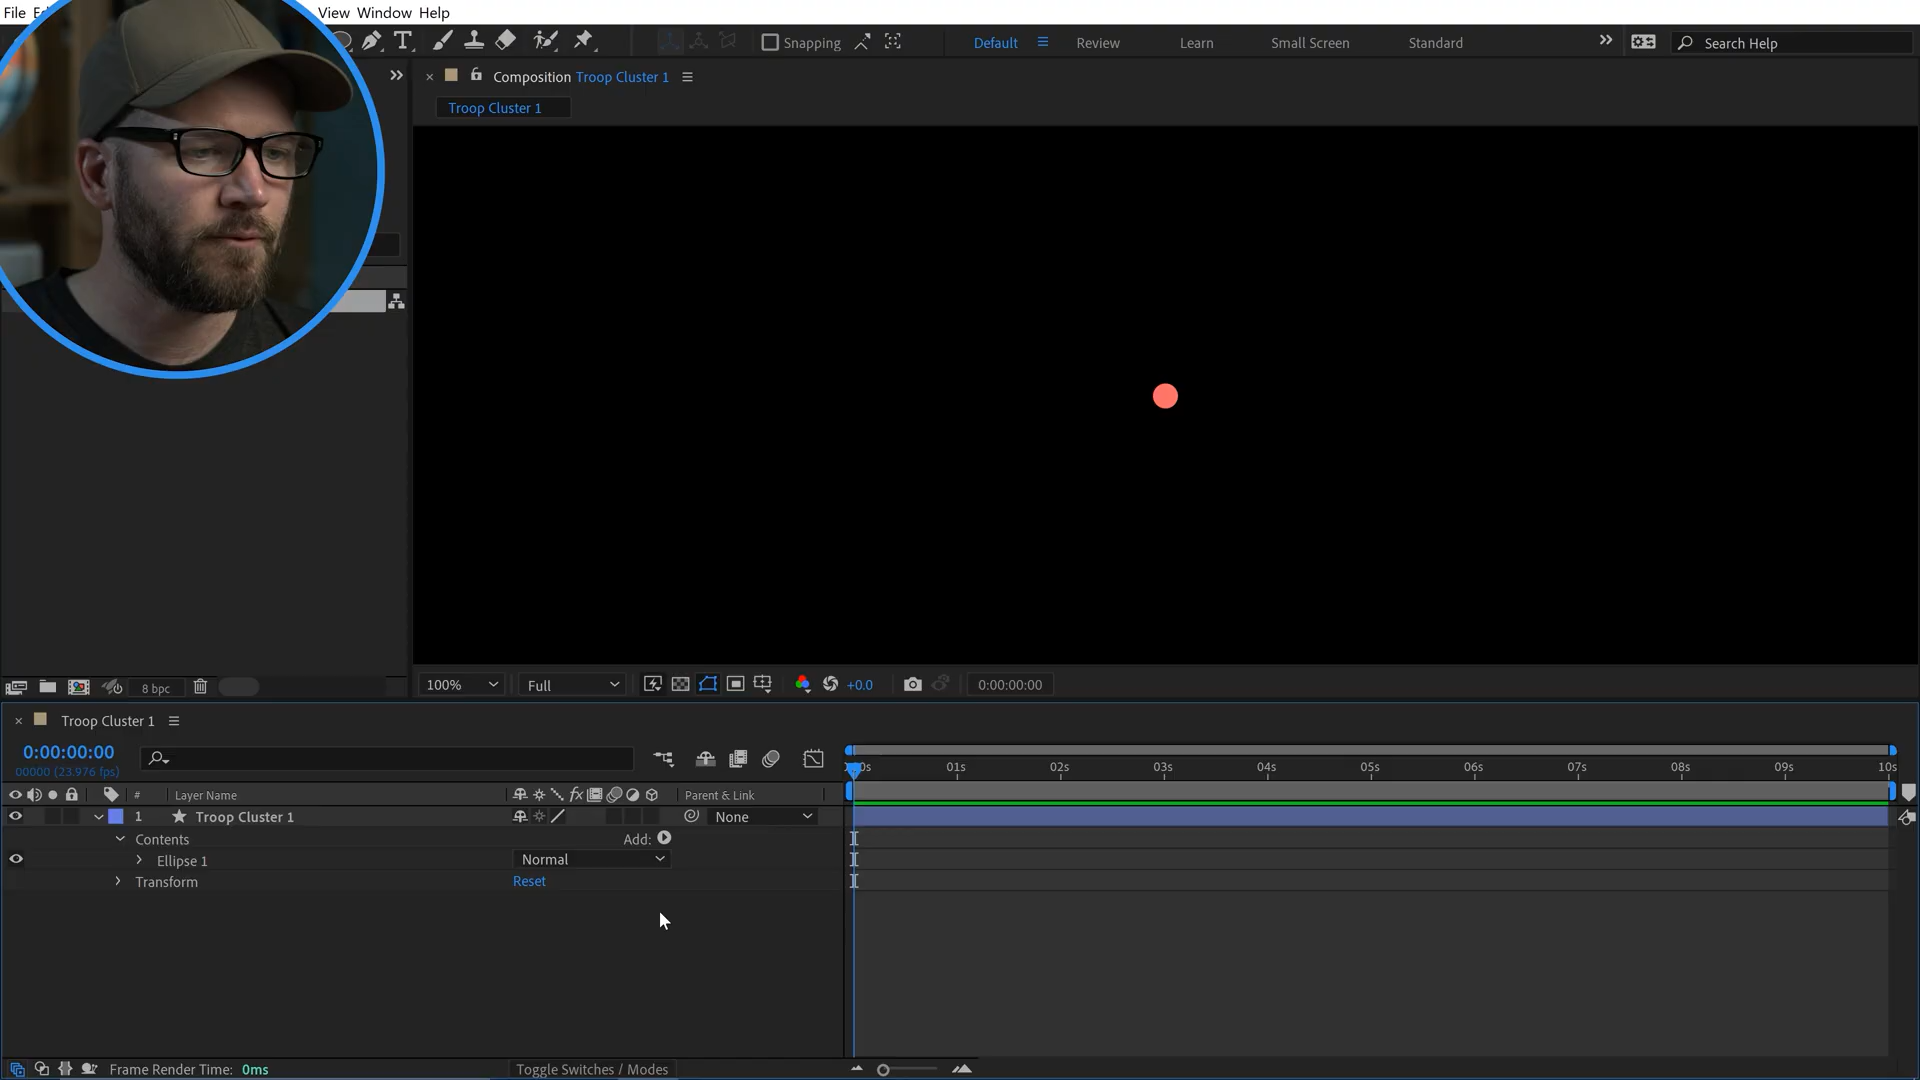 File E
View Window Help
Snapping
Default
Review
Learn
Small Screen
Standard
Search Help
Composition Troop Cluster 1
Troop Cluster 1
8 bpc
100%
Full
+0.0
0:00:00:00
Troop Cluster 1
0:00:00:00
00000 (23.976 fps)
0s 01s 02s 03s 04s 05s 06s 07s 08s 09s 10s
# Layer Name fx Parent & Link
1 Troop Cluster 1 None
Contents Add:
Ellipse 1 Normal
Transform Reset
Frame Render Time: 0ms
Toggle Switches / Modes